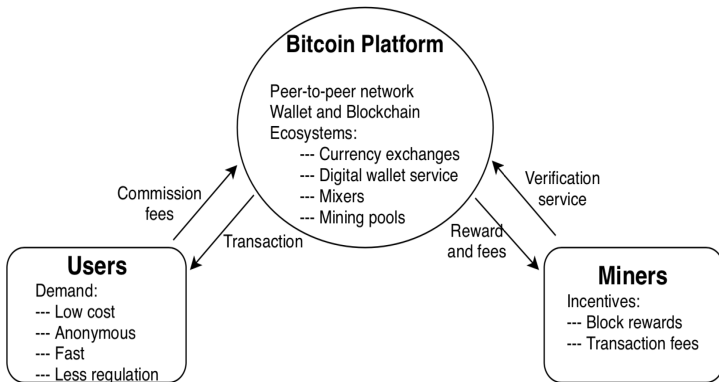 Bitcoin Platform
Peer-to-peer network
Wallet and Blockchain
Ecosystems:
--- Currency exchanges
--- Digital wallet service
--- Mixers
--- Mining pools
Commission
fees
Transaction
Verification
service
Reward
and fees
Users
Demand:
--- Low cost
--- Anonymous
--- Fast
--- Less regulation
Miners
Incentives:
--- Block rewards
--- Transaction fees